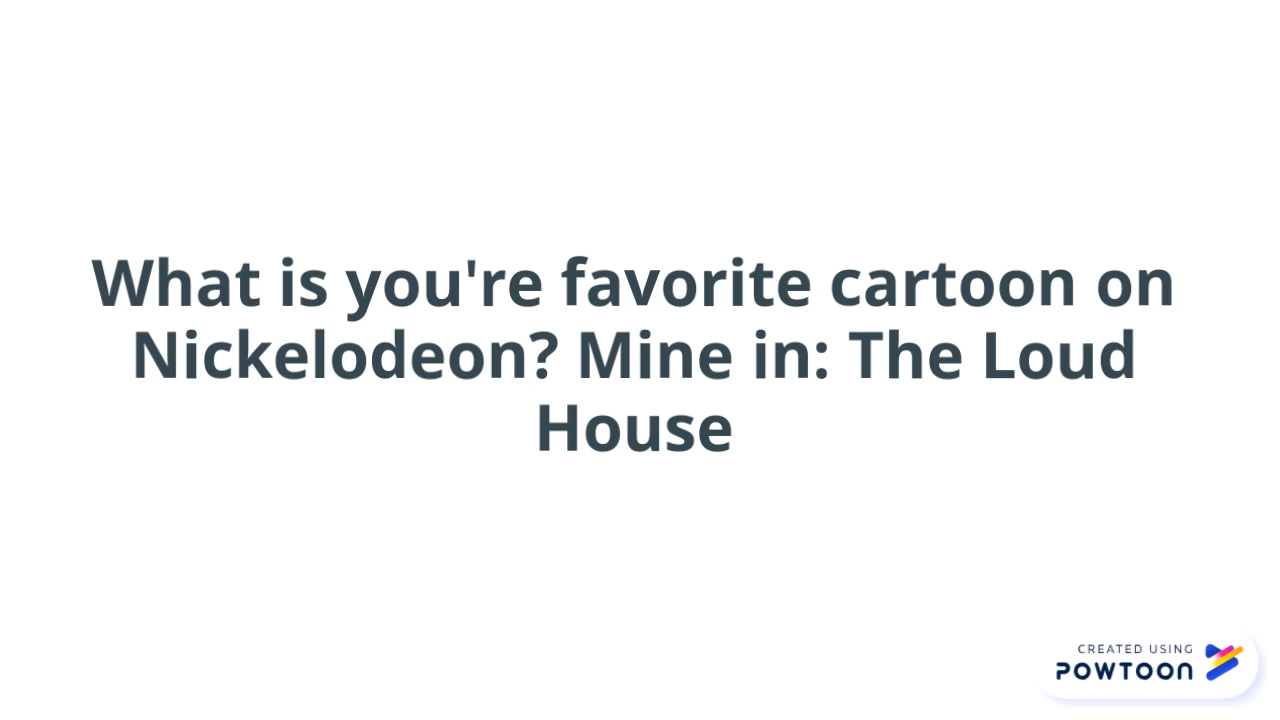 What is you're favorite cartoon on
Nickelodeon? Mine in: The Loud
House
CREATED USING
POWTOON